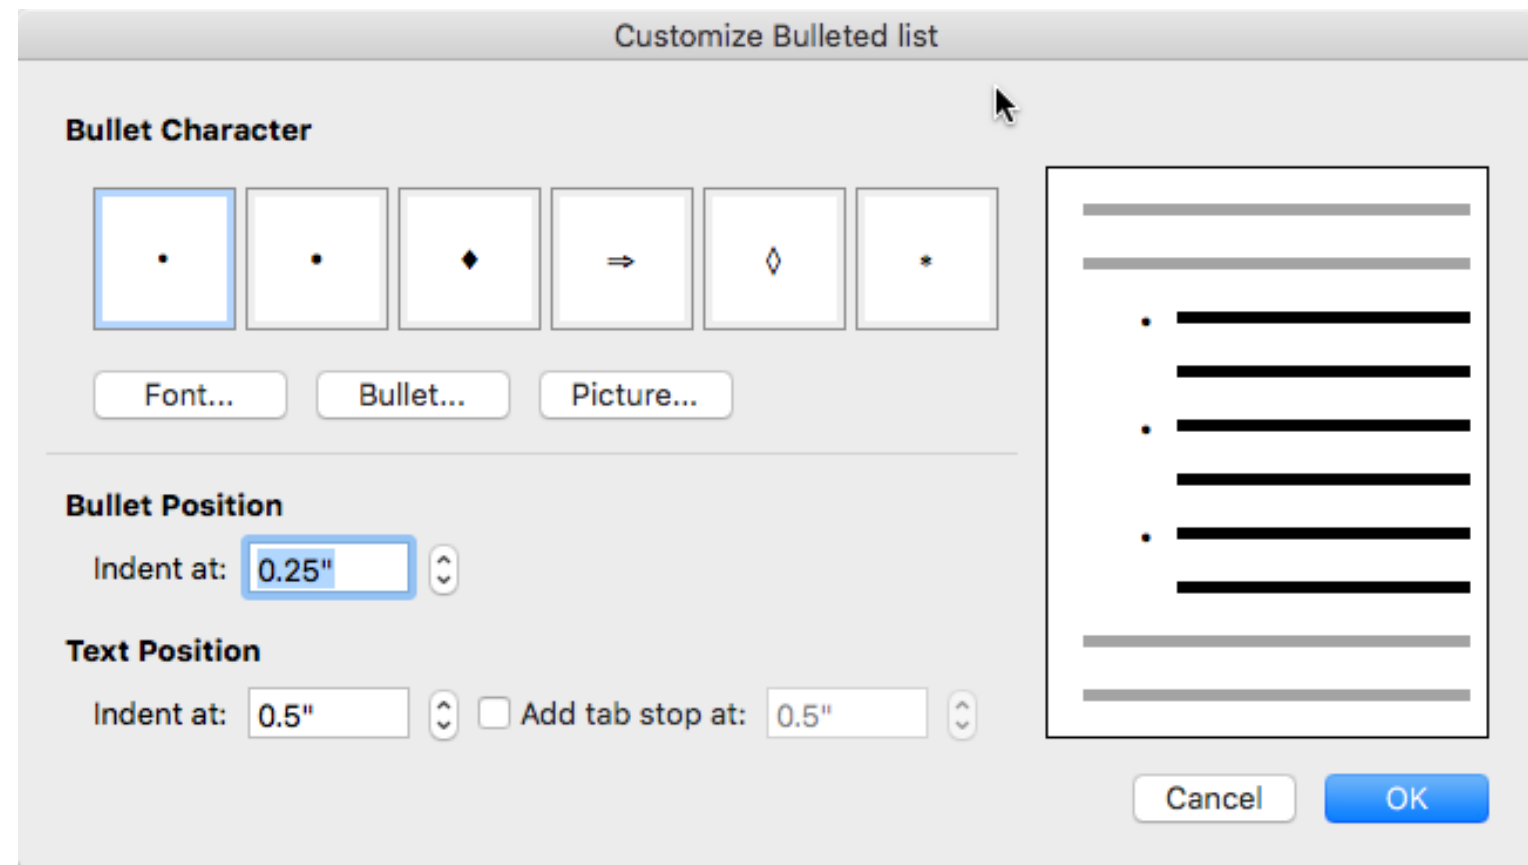 Customize Bulleted list
Bullet Character
• • ♦ ⇒ ◊ *
Font... Bullet... Picture...
Bullet Position
Indent at: 0.25"
Text Position
Indent at: 0.5" Add tab stop at: 0.5"
Cancel OK